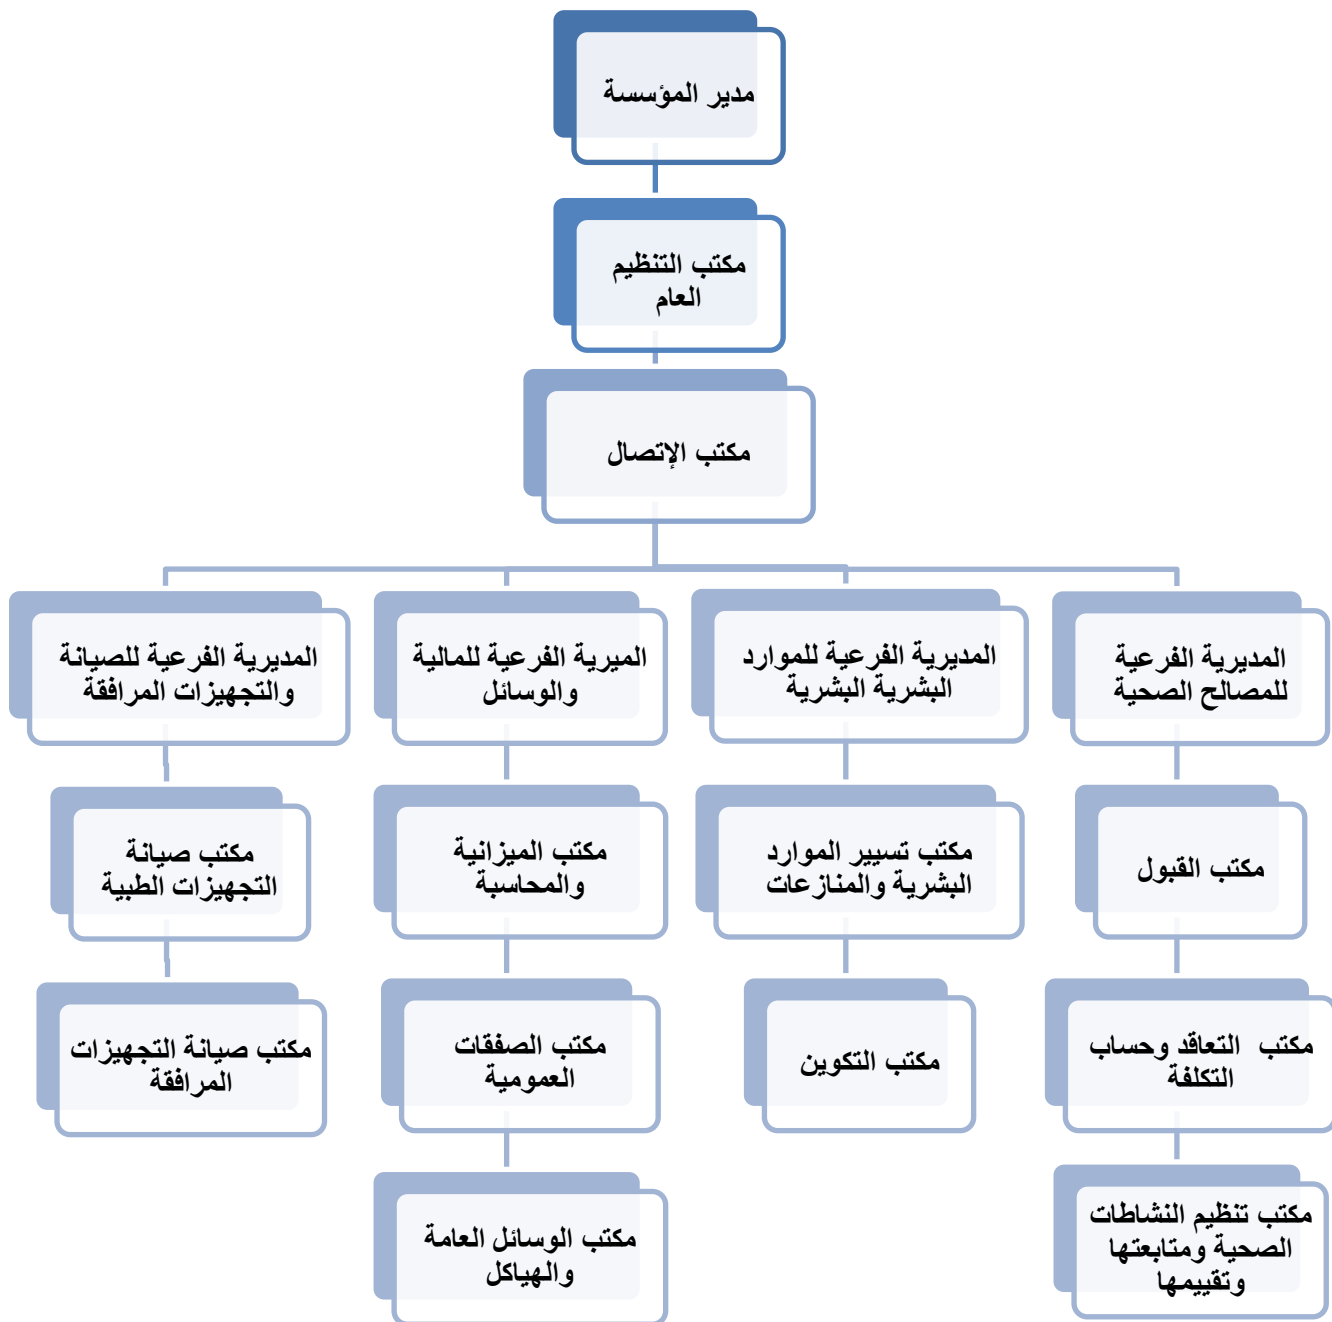 مدير المؤسسة
مكتب التنظيم
العام
مكتب الإتصال
المديرية الفرعية
للمصالح الصحية
المديرية الفرعية للموارد
البشرية البشرية
الميرية الفرعية للمالية
والوسائل
المديرية الفرعية للصيانة
والتجهيزات المرافقة
مكتب القبول
مكتب تسيير الموارد
البشرية والمنازعات
مكتب الميزانية
والمحاسبة
مكتب صيانة
التجهيزات الطبية
مكتب التعاقد وحساب
التكلفة
مكتب التكوين
مكتب الصفقات
العمومية
مكتب صيانة التجهيزات
المرافقة
مكتب تنظيم النشاطات
الصحية ومتابعتها
وتقييمها
مكتب الوسائل العامة
والهياكل